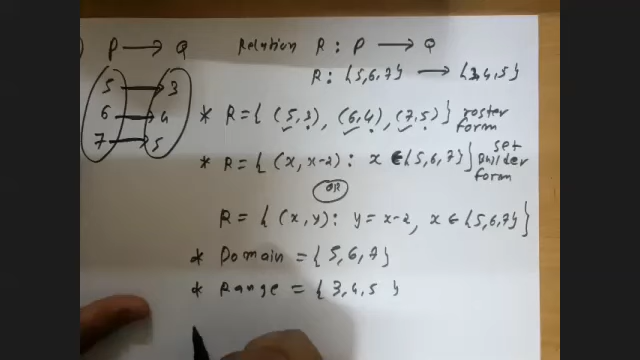 ) P → Q Relation R : P → Q
R : {5,6,7} → {3,4,5}
5 → 3
6 → 4
7 → 5
* R = { (5,3), (6,4), (7,5) } roster form
* R = { (x, x-2) : x ∈ {5,6,7} } set builder form
OR
R = { (x,y) : y = x-2, x ∈ {5,6,7} }
* Domain = { 5,6,7 }
* Range = { 3,4,5 }